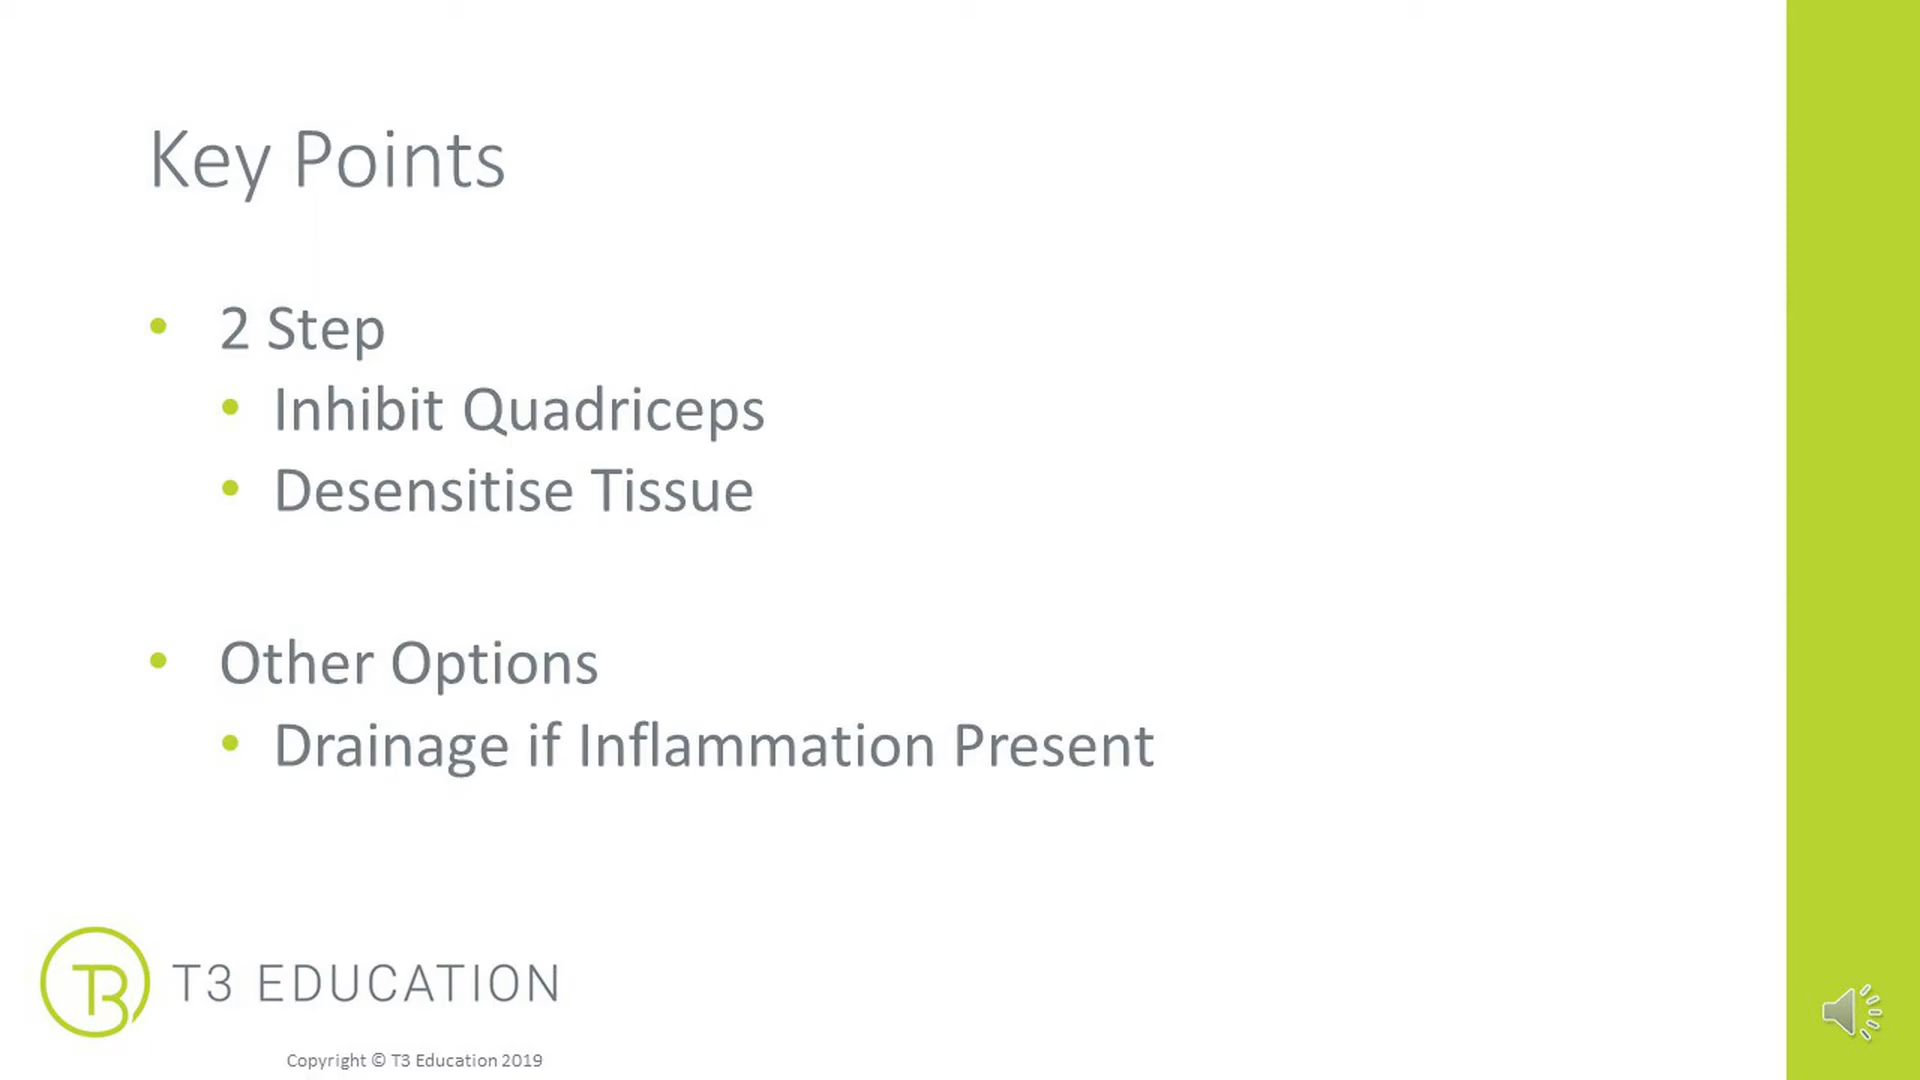 Key Points
• 2 Step
• Inhibit Quadriceps
• Desensitise Tissue
• Other Options
• Drainage if Inflammation Present
T3 T3 EDUCATION
Copyright © T3 Education 2019